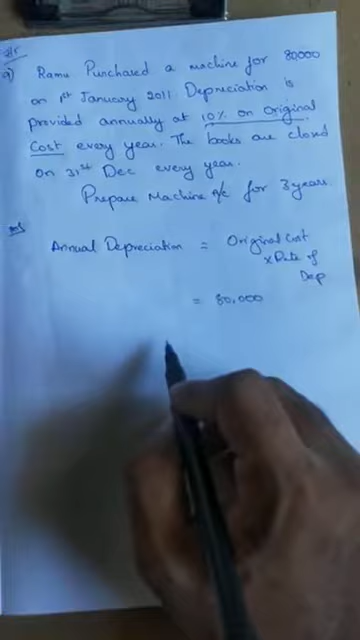 a) Ramu Purchased a machine for 80,000
on 1st January 2011. Depreciation is
provided annually at 10% on Original
Cost every year. The books are closed
on 31st Dec every year.
Prepare Machine a/c for 3 years.
Annual Depreciation = Original Cost
x Rate of
Dep
= 80,000